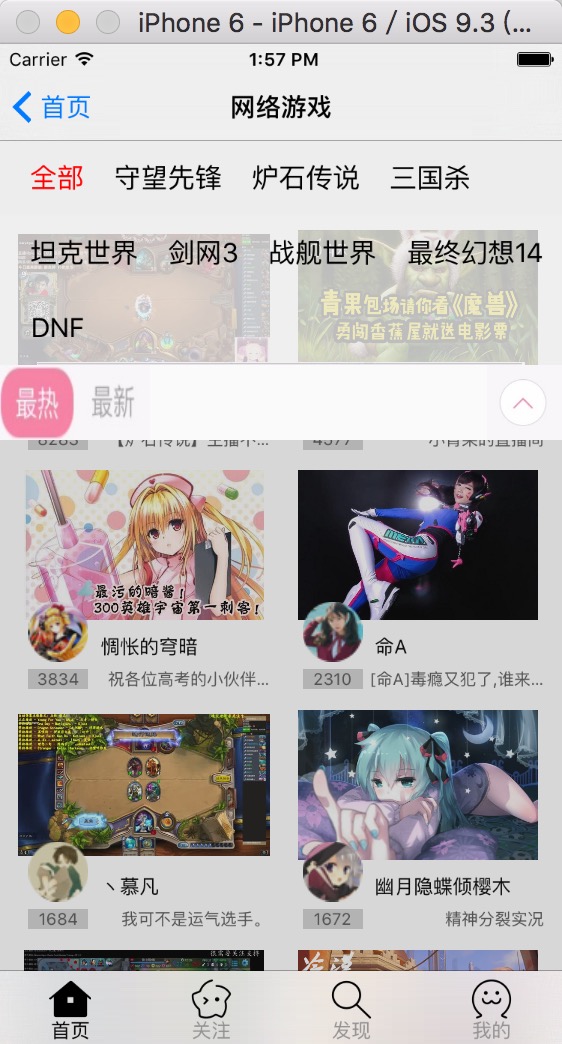 iPhone 6 - iPhone 6 / iOS 9.3 (...
Carrier 1:57 PM
首页 网络游戏
全部 守望先锋 炉石传说 三国杀
坦克世界 剑网3 战舰世界 最终幻想14
青果包场请你看《魔兽》
勇闯香蕉屋就送电影票
DNF
最热 最新
8283 【炉石传说】主播不... 4377 小青果的直播间
最污的暗酱!
300英雄宇宙第一刺客!
惆怅的穹暗 命A
3834 祝各位高考的小伙伴... 2310 [命A]毒瘾又犯了,谁来...
丶慕凡 幽月隐蝶倾樱木
1684 我可不是运气选手。 1672 精神分裂实况
首页 关注 发现 我的